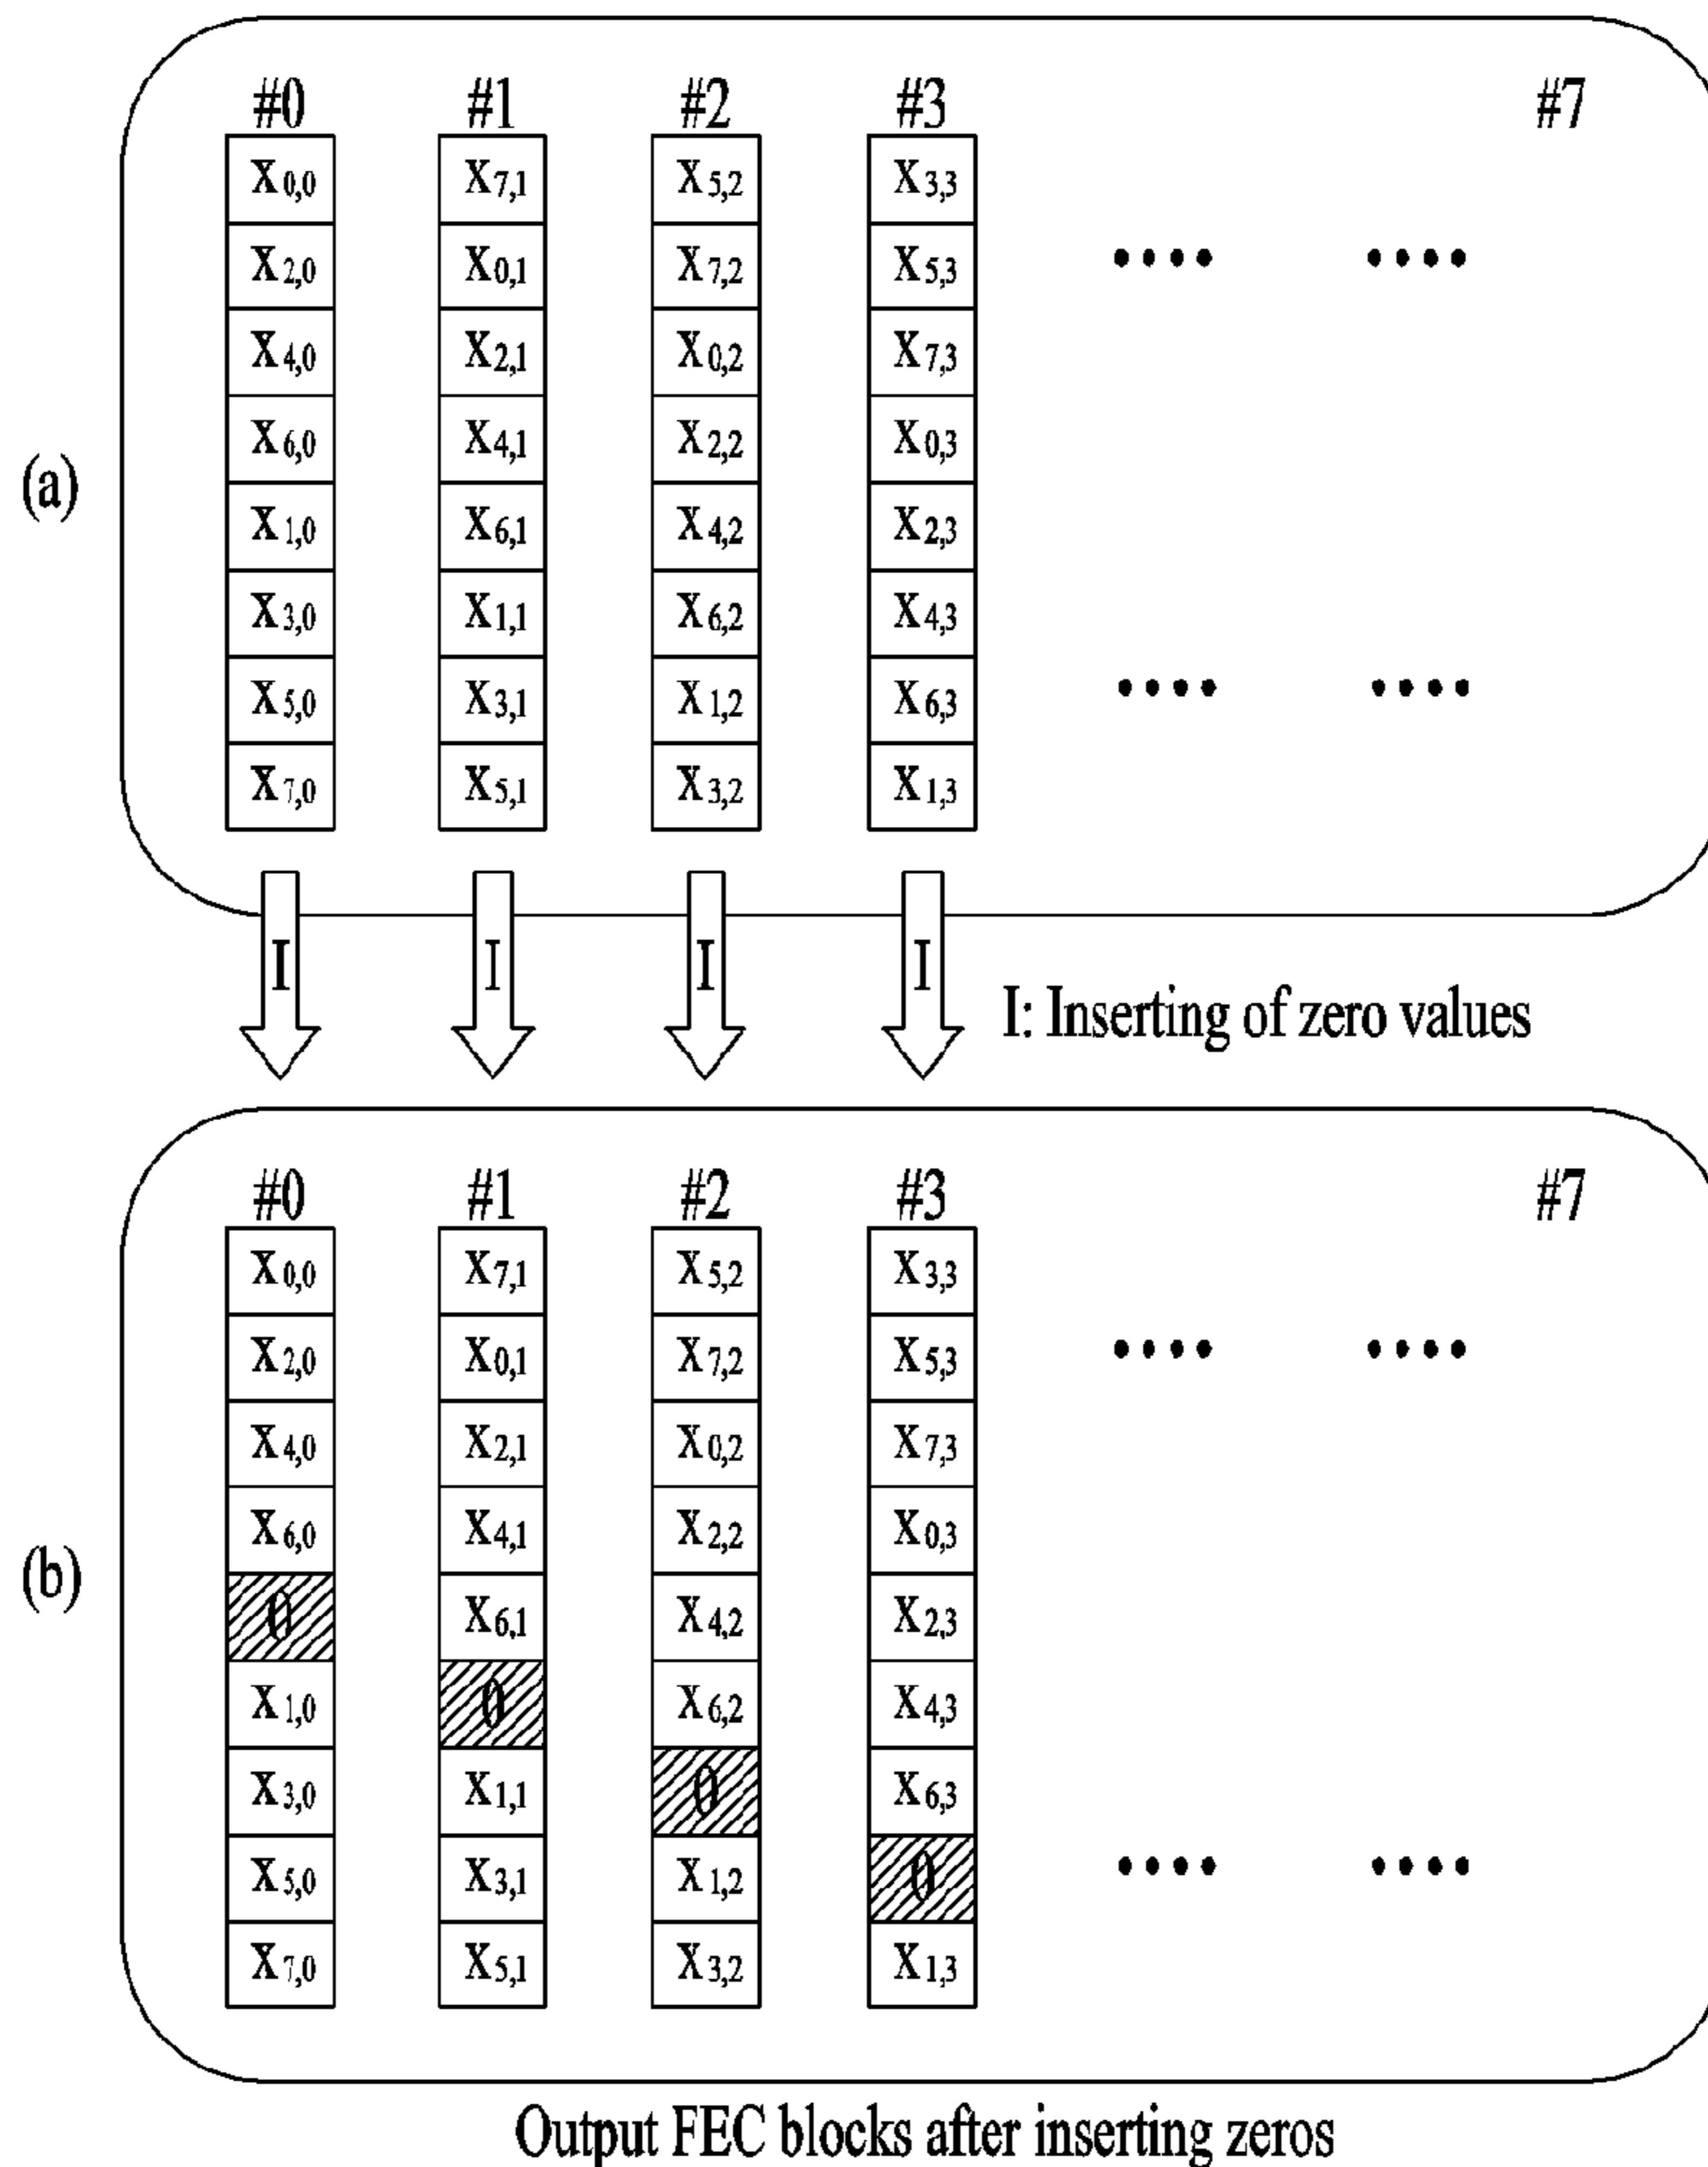 #0 #1 #2 #3 #7
X0,0 X7,1 X5,2 X3,3
X2,0 X0,1 X7,2 X5,3 •••• ••••
X4,0 X2,1 X0,2 X7,3
X6,0 X4,1 X2,2 X0,3
(a)
X1,0 X6,1 X4,2 X2,3
X3,0 X1,1 X6,2 X4,3
X5,0 X3,1 X1,2 X6,3 •••• ••••
X7,0 X5,1 X3,2 X1,3
I I I I
I: Inserting of zero values
#0 #1 #2 #3 #7
X0,0 X7,1 X5,2 X3,3
X2,0 X0,1 X7,2 X5,3 •••• ••••
X4,0 X2,1 X0,2 X7,3
X6,0 X4,1 X2,2 X0,3
(b)
0 X6,1 X4,2 X2,3
X1,0 0 X6,2 X4,3
X3,0 X1,1 0 X6,3
X5,0 X3,1 X1,2 0 •••• ••••
X7,0 X5,1 X3,2 X1,3
Output FEC blocks after inserting zeros